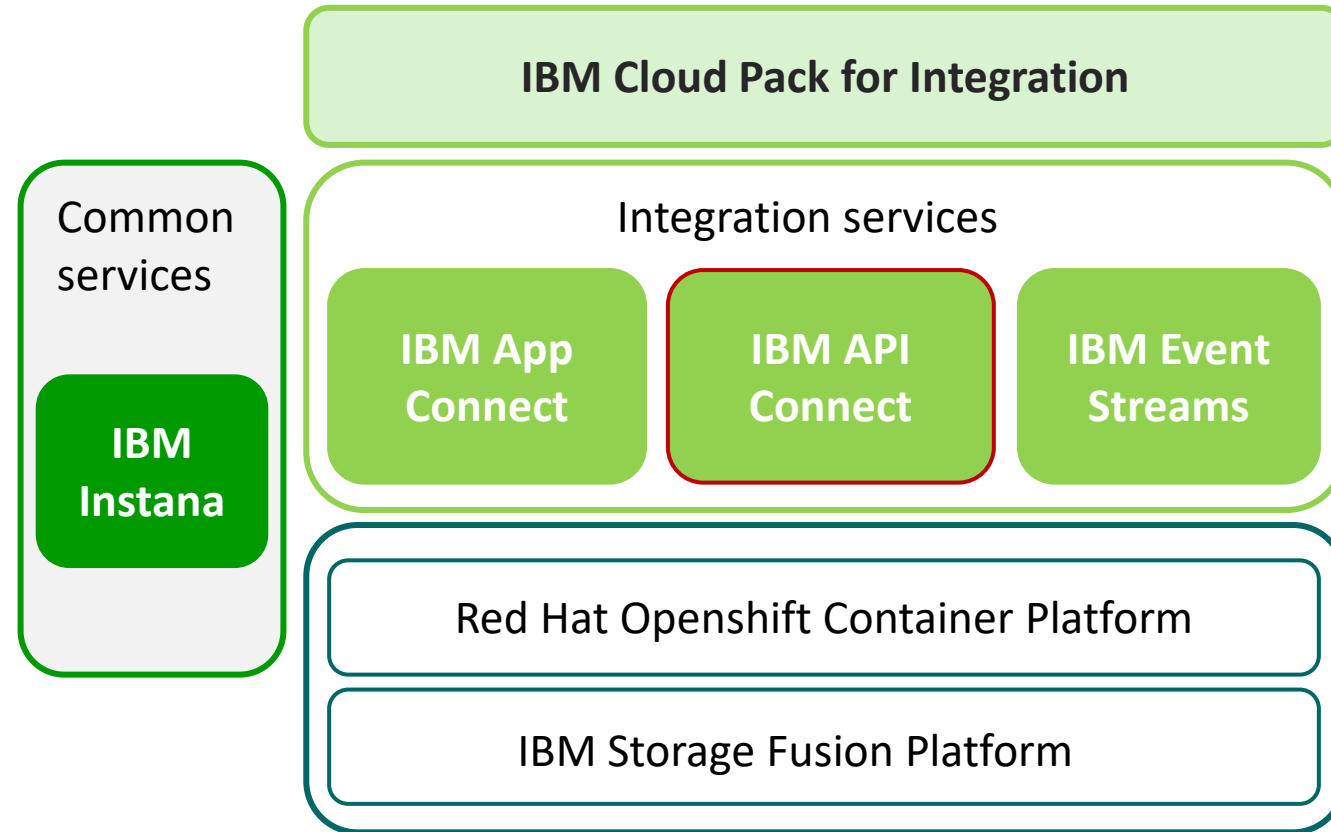 IBM Cloud Pack for Integration
Common
services
IBM
Instana
Integration services
IBM App
Connect
IBM API
Connect
IBM Event
Streams
Red Hat Openshift Container Platform
IBM Storage Fusion Platform